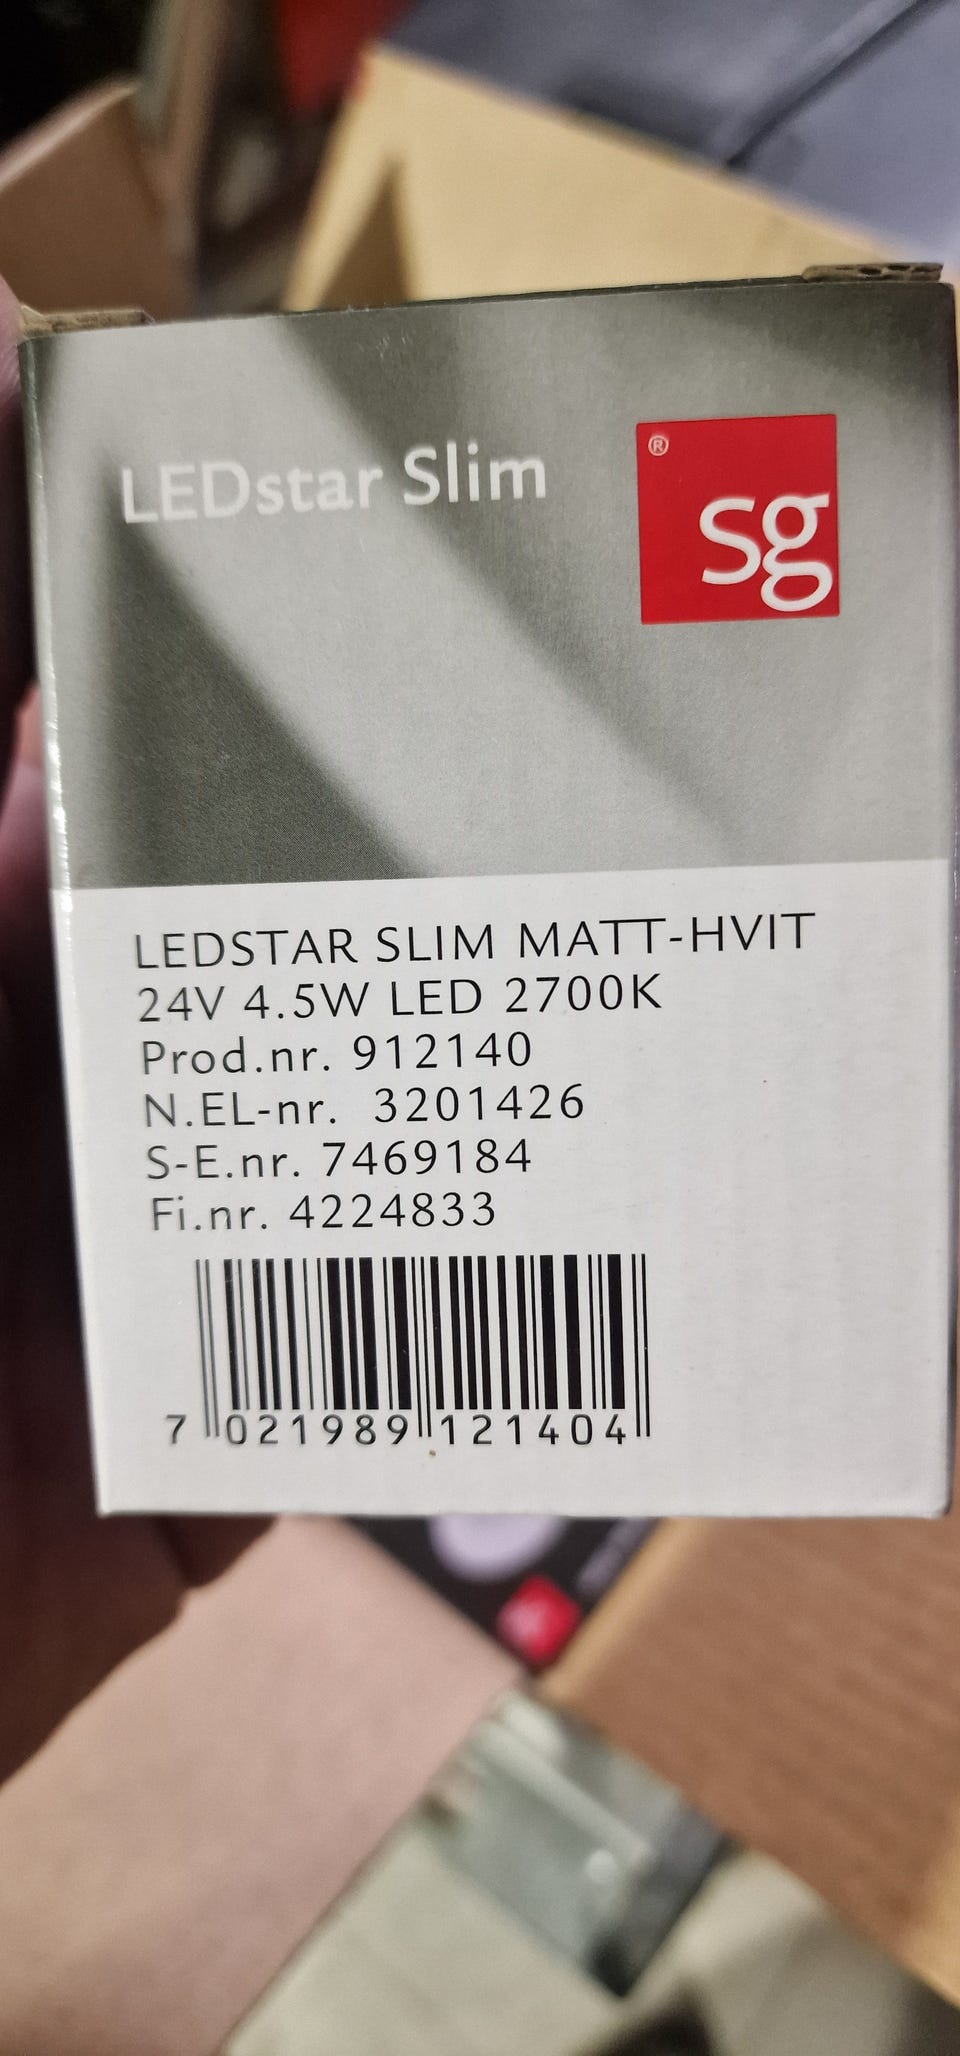 LEDstar Slim
®
sg
LEDSTAR SLIM MATT-HVIT
24V 4.5W LED 2700K
Prod.nr. 912140
N.EL-nr. 3201426
S-E.nr. 7469184
Fi.nr. 4224833
7 021989 121404